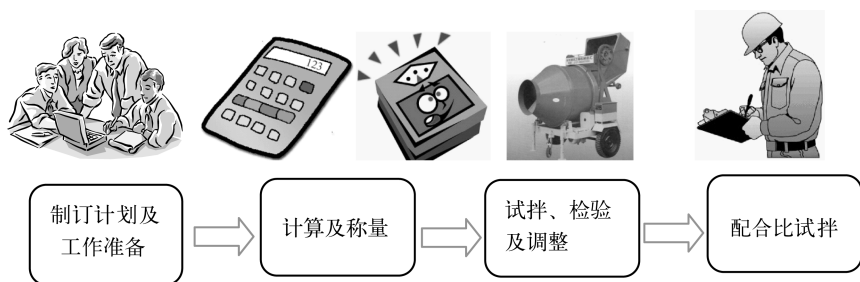 123
制订计划及
工作准备
计算及称量
试拌、检验
及调整
配合比试拌